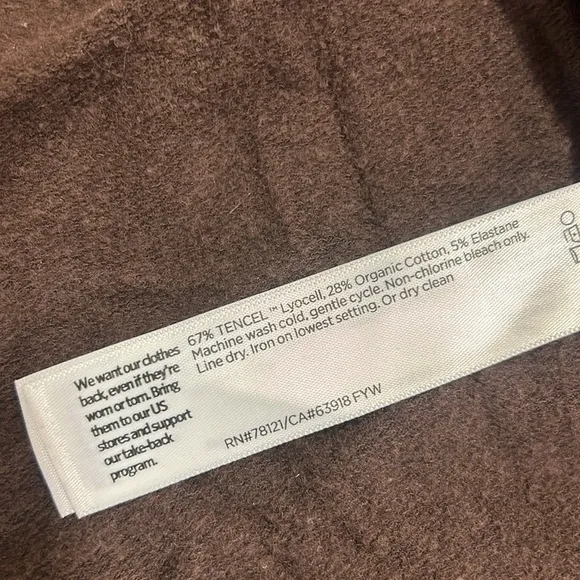 We want our clothes
back, even if they're
worn or torn. Bring
them to our US
stores and support
our take-back
program.
67% TENCEL™ Lyocell, 28% Organic Cotton, 5% Elastane
Machine wash cold, gentle cycle. Non-chlorine bleach only.
Line dry. Iron on lowest setting. Or dry clean
RN#78121/CA#63918 FYW